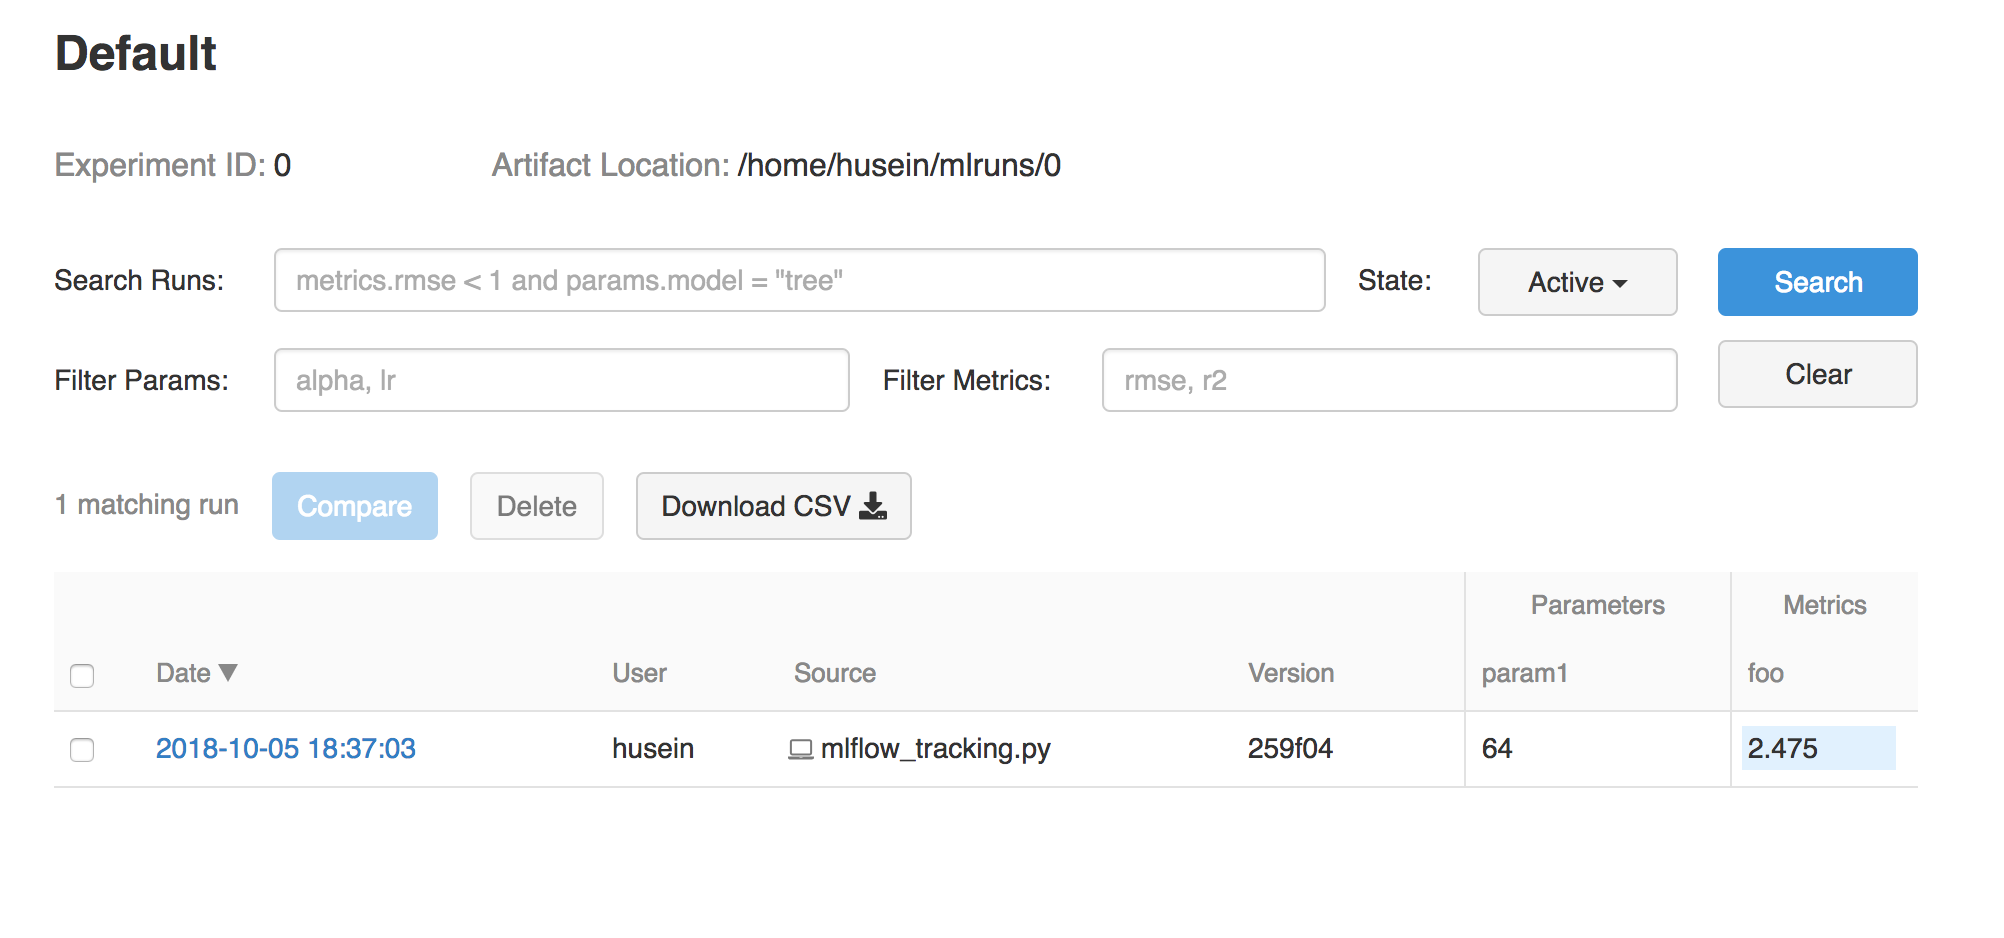 Default
Experiment ID: 0 Artifact Location: /home/husein/mlruns/0
Search Runs: metrics.rmse < 1 and params.model = "tree" State: Active Search
Filter Params: alpha, lr Filter Metrics: rmse, r2 Clear
1 matching run Compare Delete Download CSV
Parameters Metrics
Date User Source Version param1 foo
2018-10-05 18:37:03 husein mlflow_tracking.py 259f04 64 2.475